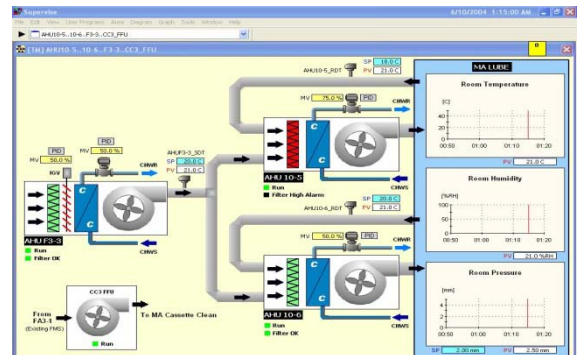 Supervise
6/10/2004 1:15:00 AM
File Edit View User Programs Area Diagram Graph Tools Window Help
AHU10-5..10-6..F3-3..CC3_FFU
[TM] AHU10-5..10-6..F3-3..CC3_FFU
AHU10-5_RDT
SP 18.0 C
PV 21.0 C
MV 75.0 % PID
CHWR
AHU 10-5
Run
Filter High Alarm
PID
MV 50.0 %
MV 50.0 %
IGV
CHWR
AHUF3-3_SDT
SP 20.0 C
PV 21.0 C
AHU F3-3
Run
Filter OK
CHWS
AHU10-6_RDT
SP 20.0 C
PV 21.0 C
MV 50.0 % PID
CHWR
AHU 10-6
Run
Filter OK
CHWS
CC3 FFU
From
FA3-1
(Existing FMS)
To MA Cassette Clean
Run
MA LUBE
Room Temperature
[C]
40
20
0
00:50 01:00 01:10 01:20
PV 21.0 C
Room Humidity
[%RH]
100
50
0
00:50 01:00 01:10 01:20
PV 21.0 %RH
Room Pressure
[mm]
4
2
0
00:50 01:00 01:10 01:20
SP 2.00 mm PV 2.50 mm